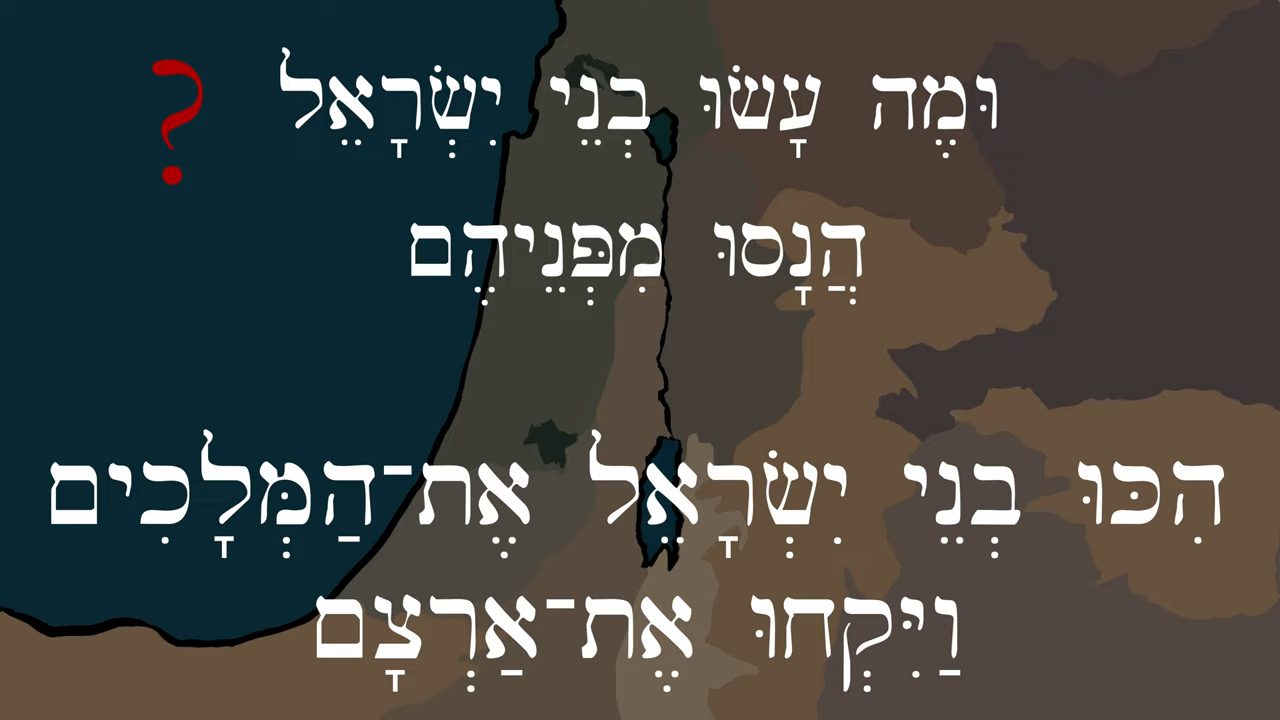 וּמֶה עָשׂוּ בְּנֵי יִשְׂרָאֵל ?
הֲנָסוּ מִפְּנֵיהֶם
הִכּוּ בְּנֵי יִשְׂרָאֵל אֶת־הַמְּלָכִים
וַיִּקְחוּ אֶת־אַרְצָם